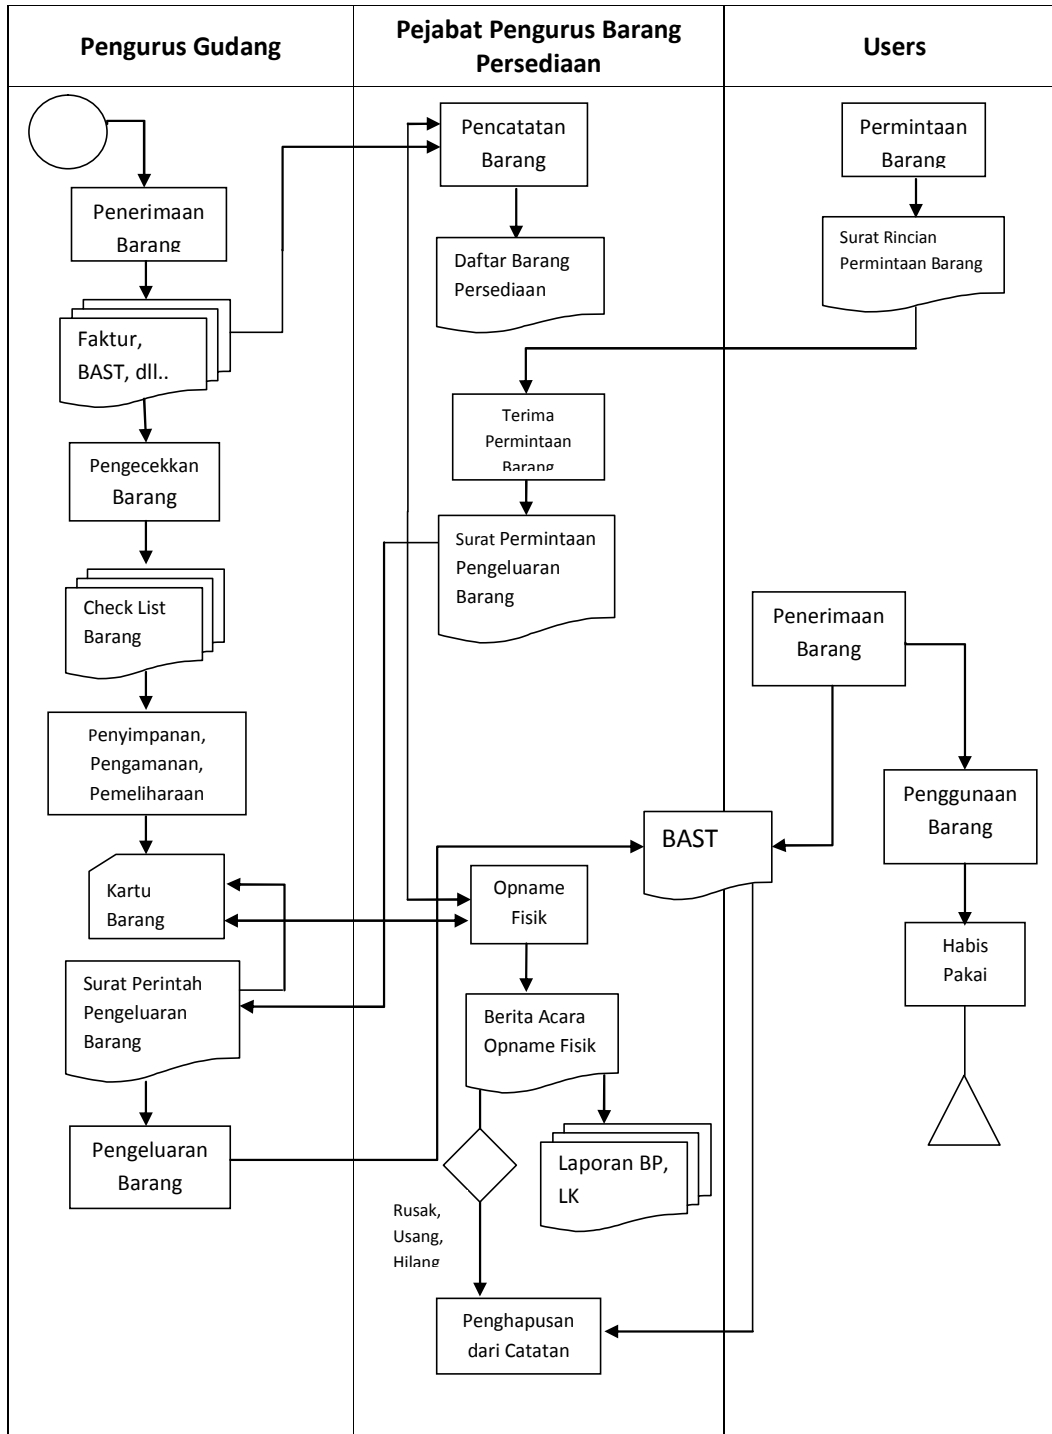 Pengurus Gudang
Pejabat Pengurus Barang
Persediaan
Users
Penerimaan
Barang
Faktur,
BAST, dll..
Pengecekkan
Barang
Check List
Barang
Penyimpanan,
Pengamanan,
Pemeliharaan
Kartu
Barang
Surat Perintah
Pengeluaran
Barang
Pengeluaran
Barang
Pencatatan
Barang
Daftar Barang
Persediaan
Terima
Permintaan
Barang
Surat Permintaan
Pengeluaran
Barang
BAST
Opname
Fisik
Berita Acara
Opname Fisik
Laporan BP,
LK
Rusak,
Usang,
Hilang
Penghapusan
dari Catatan
Permintaan
Barang
Surat Rincian
Permintaan Barang
Penerimaan
Barang
Penggunaan
Barang
Habis
Pakai